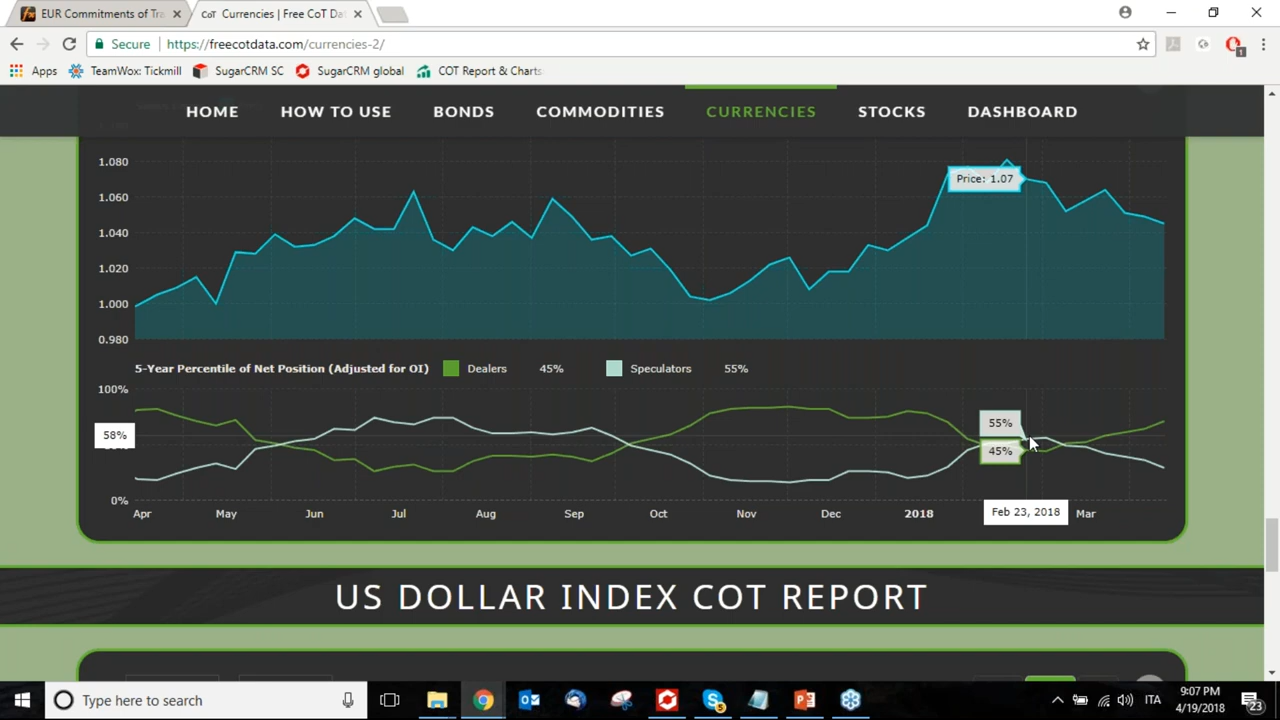 EUR Commitments of Tra
CoT Currencies | Free CoT Dat
Secure https://freecotdata.com/currencies-2/
1
Apps TeamWox: Tickmill SugarCRM SC SugarCRM global COT Report & Charts
HOME HOW TO USE BONDS COMMODITIES CURRENCIES STOCKS DASHBOARD
1.080
Price: 1.07
1.060
1.040
1.020
1.000
0.980
5-Year Percentile of Net Position (Adjusted for OI) Dealers 45% Speculators 55%
100%
55%
58%
45%
0%
Apr May Jun Jul Aug Sep Oct Nov Dec 2018 Feb 23, 2018 Mar
US DOLLAR INDEX COT REPORT
Type here to search
5
ITA
9:07 PM
4/19/2018
23